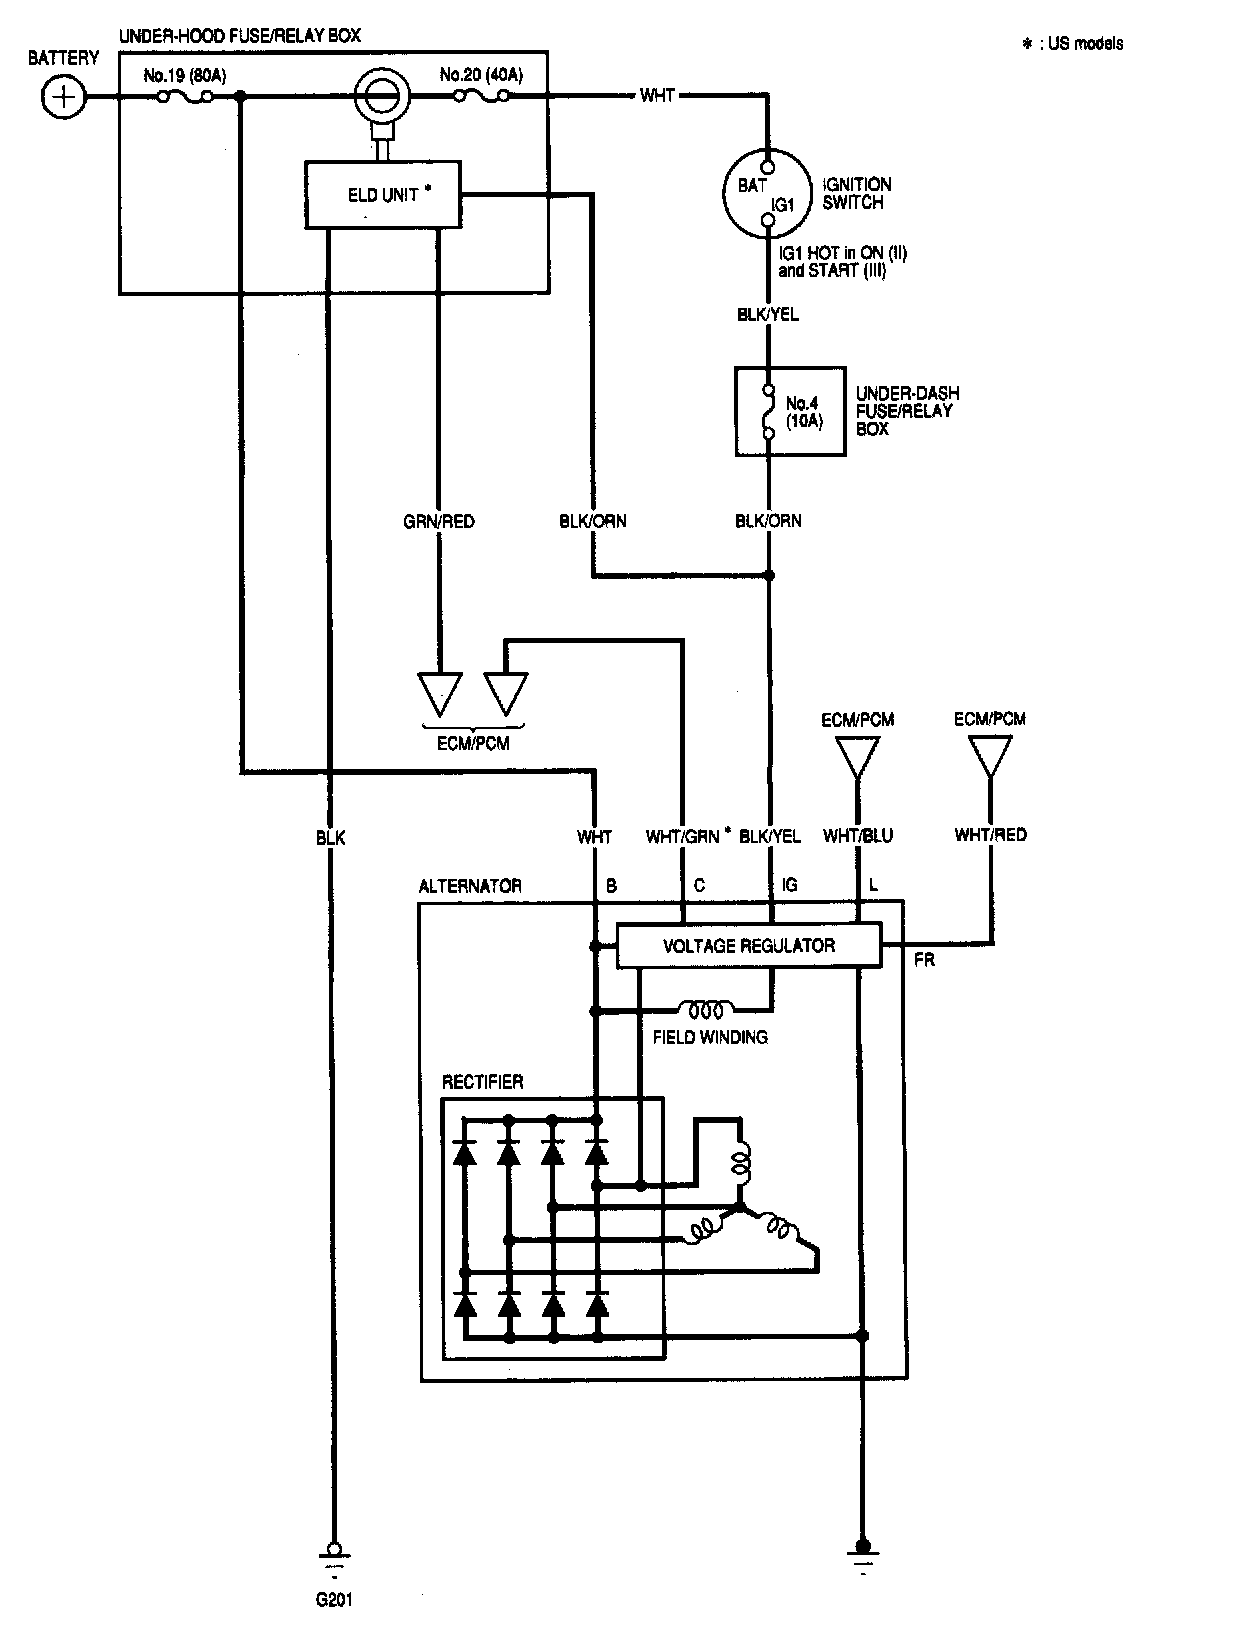 UNDER-HOOD FUSE/RELAY BOX
* : US models
BATTERY
No.19 (80A)
No.20 (40A)
+
WHT
ELD UNIT *
BAT
IG1
IGNITION
SWITCH
IG1 HOT in ON (II)
and START (III)
BLK/YEL
No.4
(10A)
UNDER-DASH
FUSE/RELAY
BOX
GRN/RED
BLK/ORN
BLK/ORN
ECM/PCM
ECM/PCM
ECM/PCM
BLK
WHT
WHT/GRN *
BLK/YEL
WHT/BLU
WHT/RED
ALTERNATOR
B
C
IG
L
VOLTAGE REGULATOR
FR
FIELD WINDING
RECTIFIER
G201